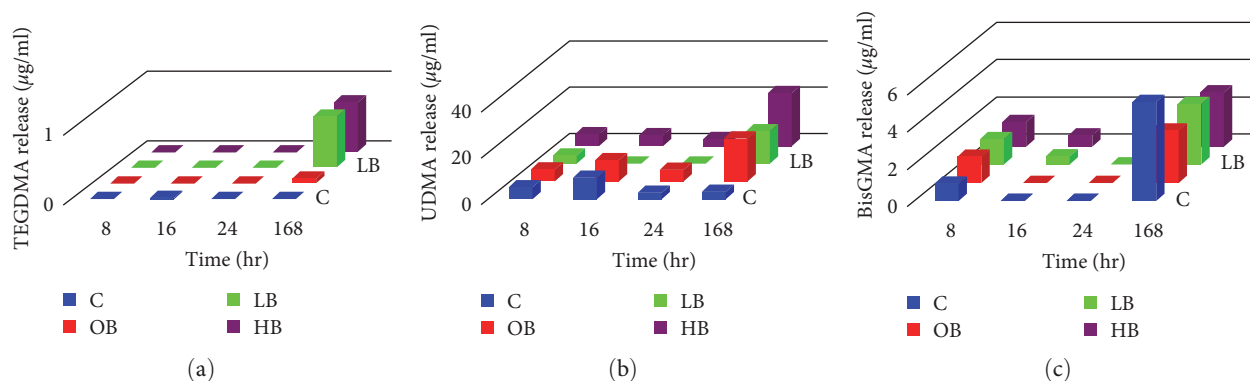 TEGDMA release (µg/ml)
1
0
8 16 24 168
C
LB
Time (hr)
C LB
OB HB
(a)
UDMA release (µg/ml)
40
20
0
8 16 24 168
C
LB
Time (hr)
C LB
OB HB
(b)
BisGMA release (µg/ml)
6
4
2
0
8 16 24 168
C
LB
Time (hr)
C LB
OB HB
(c)